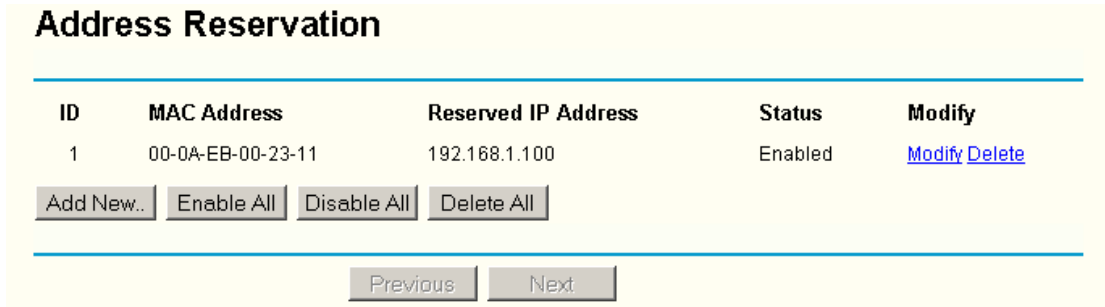 Address Reservation
ID MAC Address Reserved IP Address Status Modify
1 00-0A-EB-00-23-11 192.168.1.100 Enabled Modify Delete
Add New.. Enable All Disable All Delete All
Previous Next